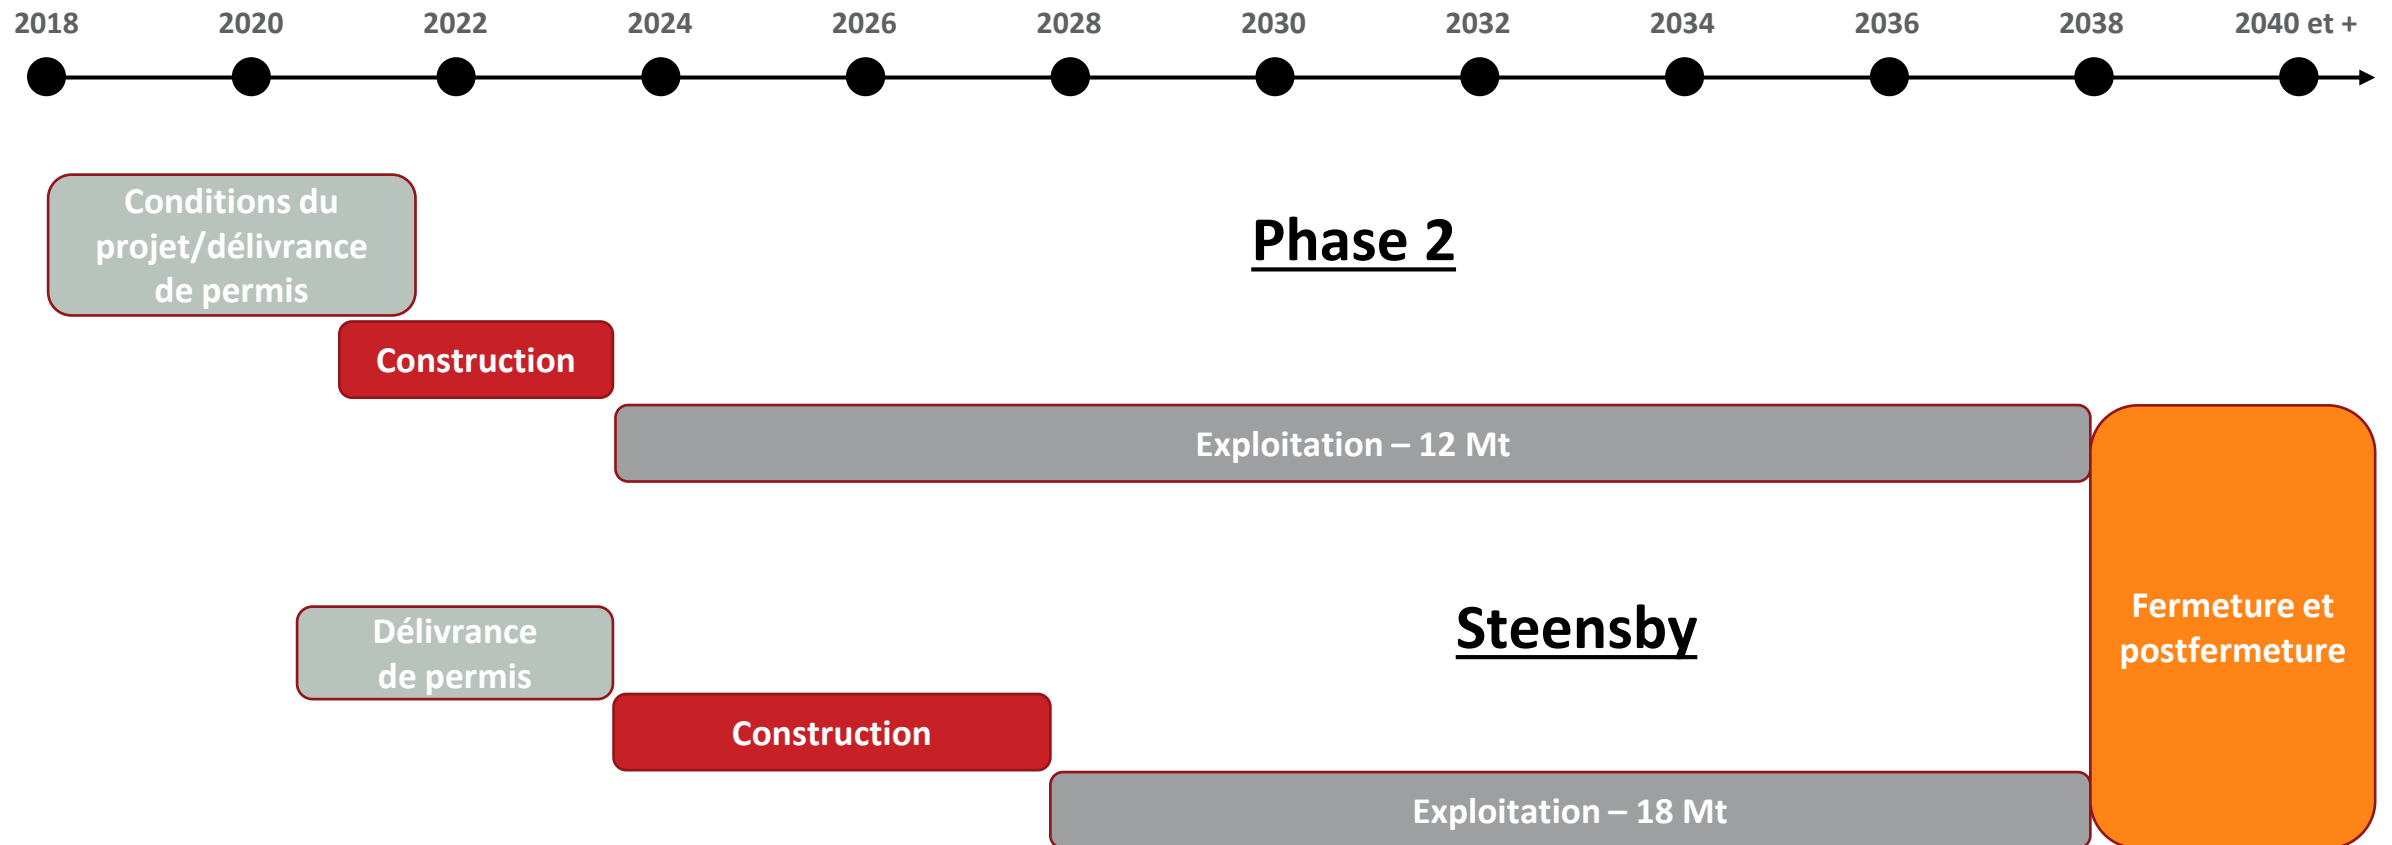 2018 2020 2022 2024 2026 2028 2030 2032 2034 2036 2038 2040 et +
Conditions du
projet/délivrance
de permis
Phase 2
Construction
Exploitation – 12 Mt
Délivrance
de permis
Steensby
Fermeture et
postfermeture
Construction
Exploitation – 18 Mt